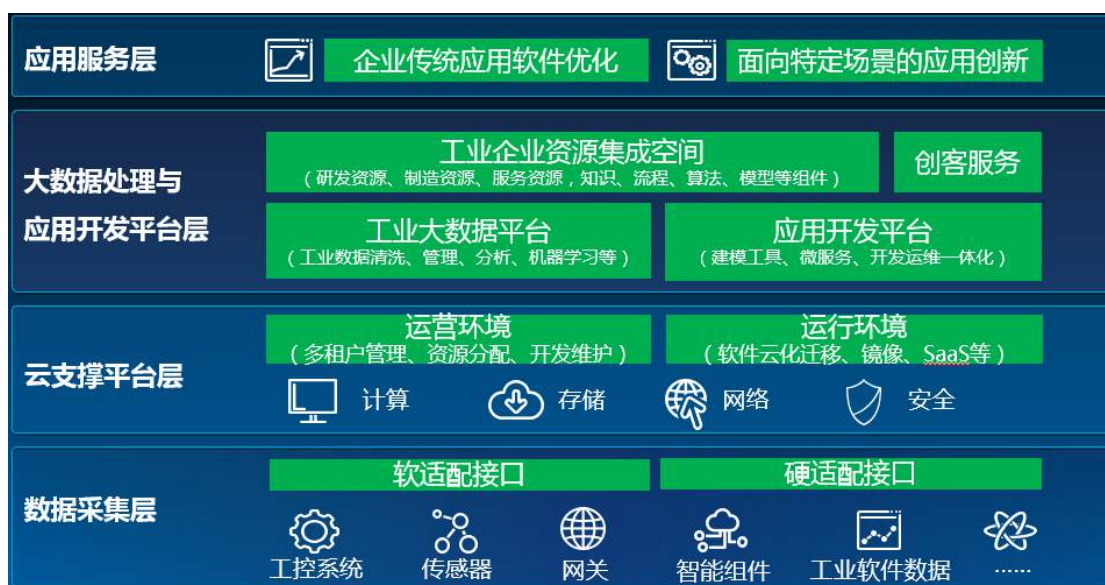 应用服务层
企业传统应用软件优化
面向特定场景的应用创新
大数据处理与
应用开发平台层
工业企业资源集成空间
（研发资源、制造资源、服务资源，知识、流程、算法、模型等组件）
创客服务
工业大数据平台
（工业数据清洗、管理、分析、机器学习等）
应用开发平台
（建模工具、微服务、开发运维一体化）
云支撑平台层
运营环境
（多租户管理、资源分配、开发维护）
运行环境
（软件云化迁移、镜像、SaaS等）
计算
存储
网络
安全
数据采集层
软适配接口
硬适配接口
工控系统
传感器
网关
智能组件
工业软件数据
……